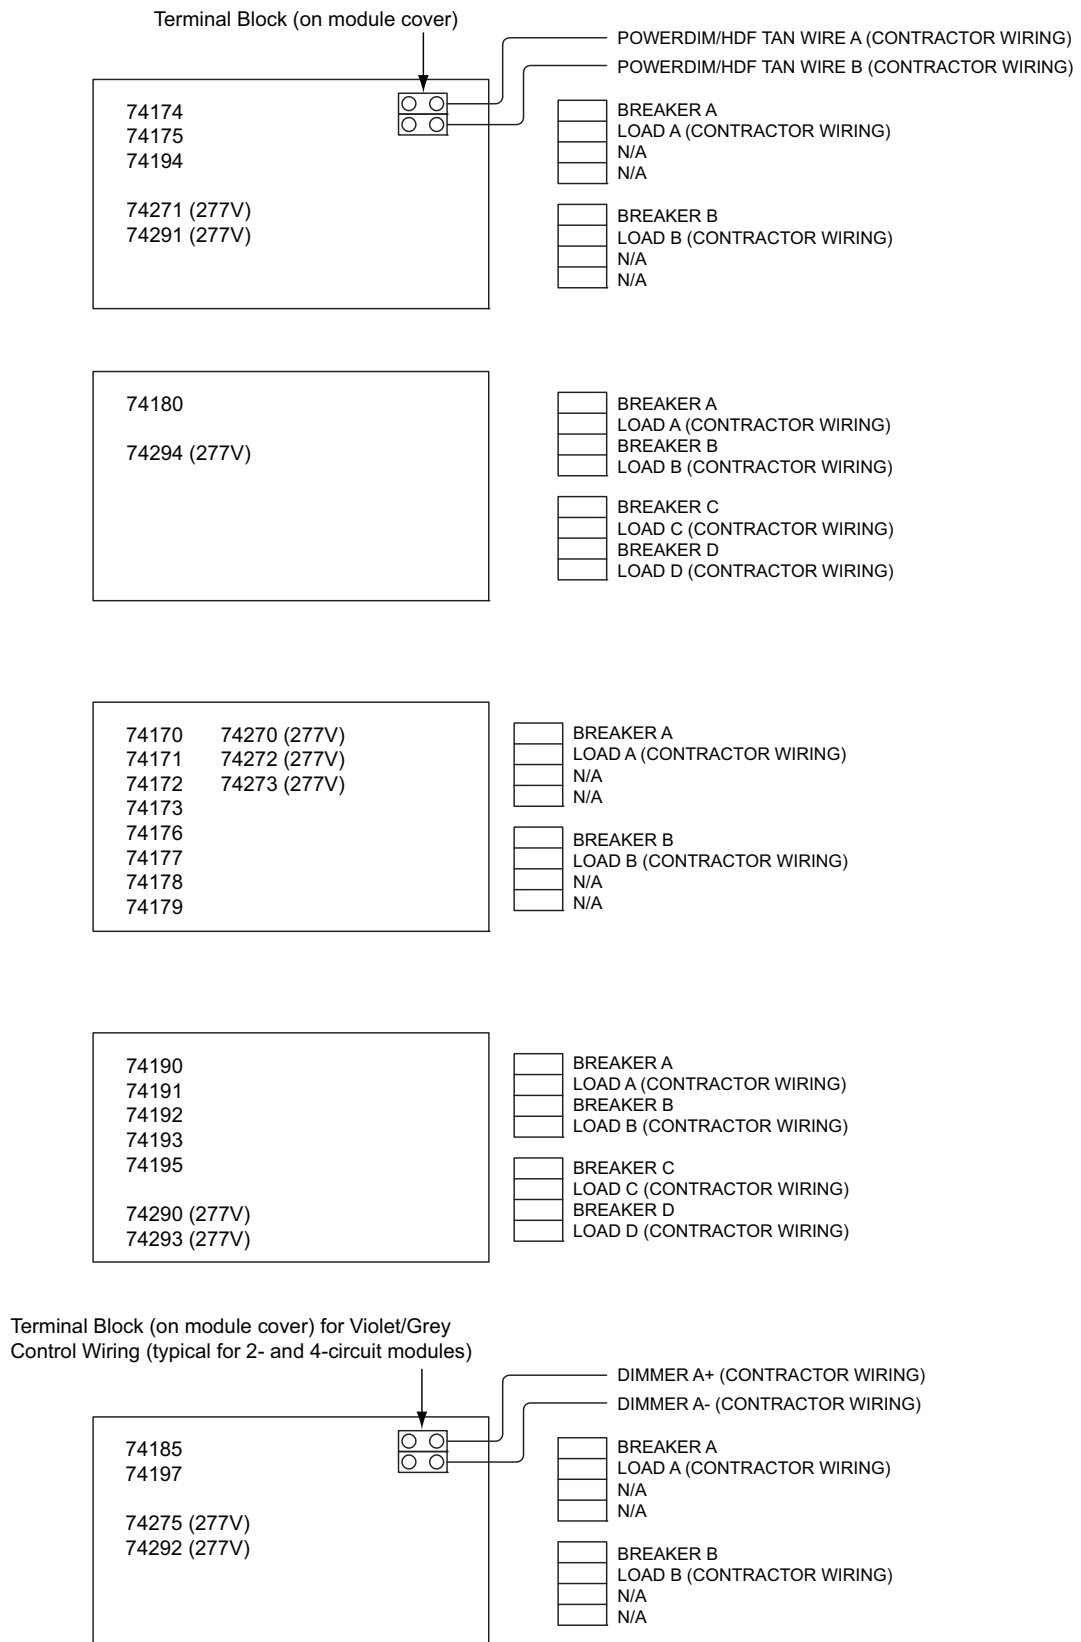 Terminal Block (on module cover)
POWERDIM/HDF TAN WIRE A (CONTRACTOR WIRING)
POWERDIM/HDF TAN WIRE B (CONTRACTOR WIRING)
74174
74175
74194
74271 (277V)
74291 (277V)
BREAKER A
LOAD A (CONTRACTOR WIRING)
N/A
N/A
BREAKER B
LOAD B (CONTRACTOR WIRING)
N/A
N/A
74180
74294 (277V)
BREAKER A
LOAD A (CONTRACTOR WIRING)
BREAKER B
LOAD B (CONTRACTOR WIRING)
BREAKER C
LOAD C (CONTRACTOR WIRING)
BREAKER D
LOAD D (CONTRACTOR WIRING)
74170 74270 (277V)
74171 74272 (277V)
74172 74273 (277V)
74173
74176
74177
74178
74179
BREAKER A
LOAD A (CONTRACTOR WIRING)
N/A
N/A
BREAKER B
LOAD B (CONTRACTOR WIRING)
N/A
N/A
74190
74191
74192
74193
74195
74290 (277V)
74293 (277V)
BREAKER A
LOAD A (CONTRACTOR WIRING)
BREAKER B
LOAD B (CONTRACTOR WIRING)
BREAKER C
LOAD C (CONTRACTOR WIRING)
BREAKER D
LOAD D (CONTRACTOR WIRING)
Terminal Block (on module cover) for Violet/Grey
Control Wiring (typical for 2- and 4-circuit modules)
DIMMER A+ (CONTRACTOR WIRING)
DIMMER A- (CONTRACTOR WIRING)
74185
74197
74275 (277V)
74292 (277V)
BREAKER A
LOAD A (CONTRACTOR WIRING)
N/A
N/A
BREAKER B
LOAD B (CONTRACTOR WIRING)
N/A
N/A